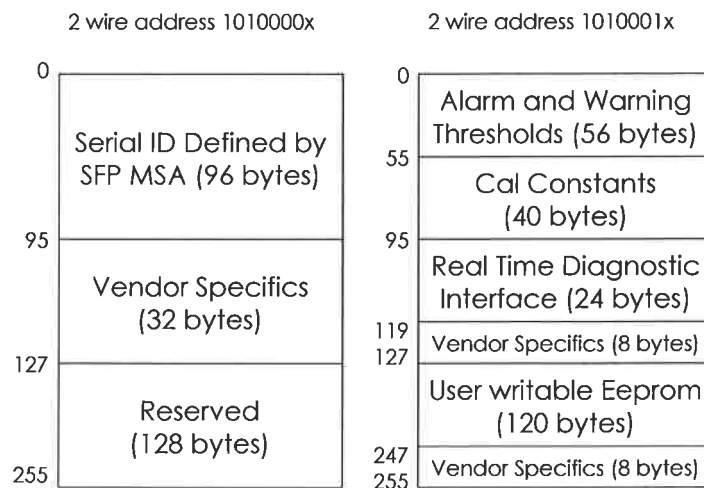 2 wire address 1010000x
0
Serial ID Defined by
SFP MSA (96 bytes)
95
Vendor Specifics
(32 bytes)
127
Reserved
(128 bytes)
255
2 wire address 1010001x
0
Alarm and Warning
Thresholds (56 bytes)
55
Cal Constants
(40 bytes)
95
Real Time Diagnostic
Interface (24 bytes)
119
Vendor Specifics (8 bytes)
127
User writable Eeprom
(120 bytes)
247
Vendor Specifics (8 bytes)
255